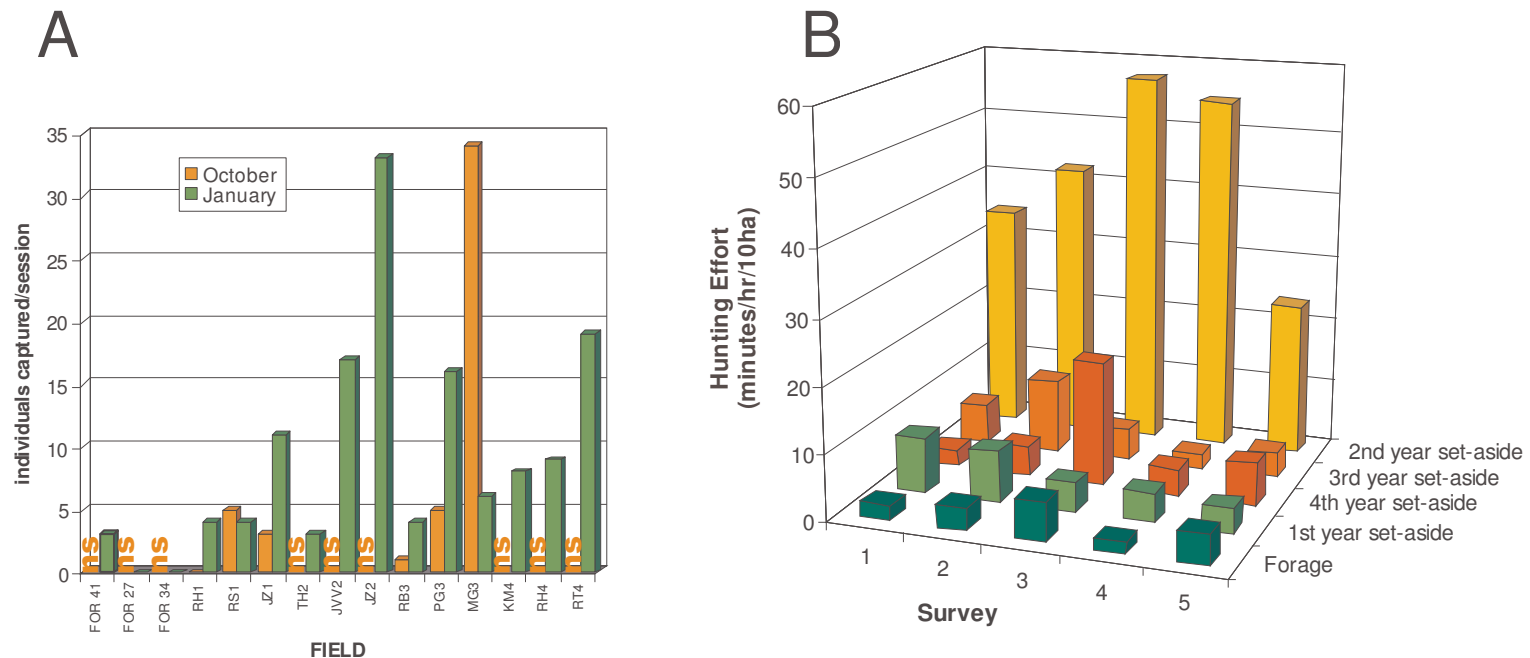 A
35
30
25
20
15
10
5
0
individuals captured/session
October
January
ns ns ns ns ns ns ns ns ns
FOR 41 FOR 27 FOR 34 RH1 RS1 JZ1 TH2 JVV2 JZ2 RB3 PG3 MG3 KM4 RH4 RT4
FIELD
B
60
50
40
30
20
10
0
Hunting Effort
(minutes/hr/10ha)
1 2 3 4 5
Survey
2nd year set-aside
3rd year set-aside
4th year set-aside
1st year set-aside
Forage